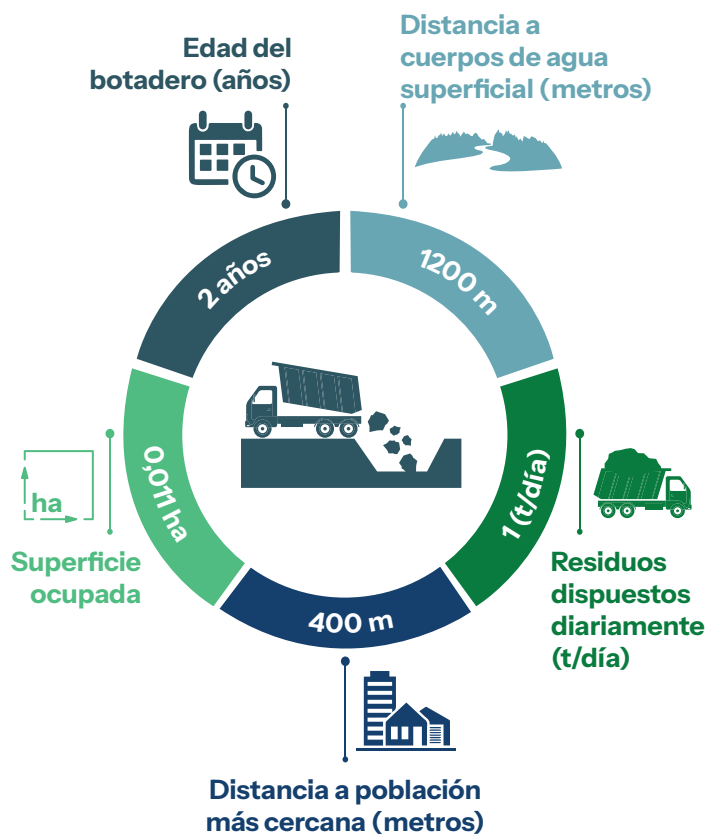 Edad del
botadero (años)
Distancia a
cuerpos de agua
superficial (metros)
2 años
1200 m
0,011 ha
1 (t/día)
400 m
ha
Superficie
ocupada
Residuos
dispuestos
diariamente
(t/día)
Distancia a población
más cercana (metros)